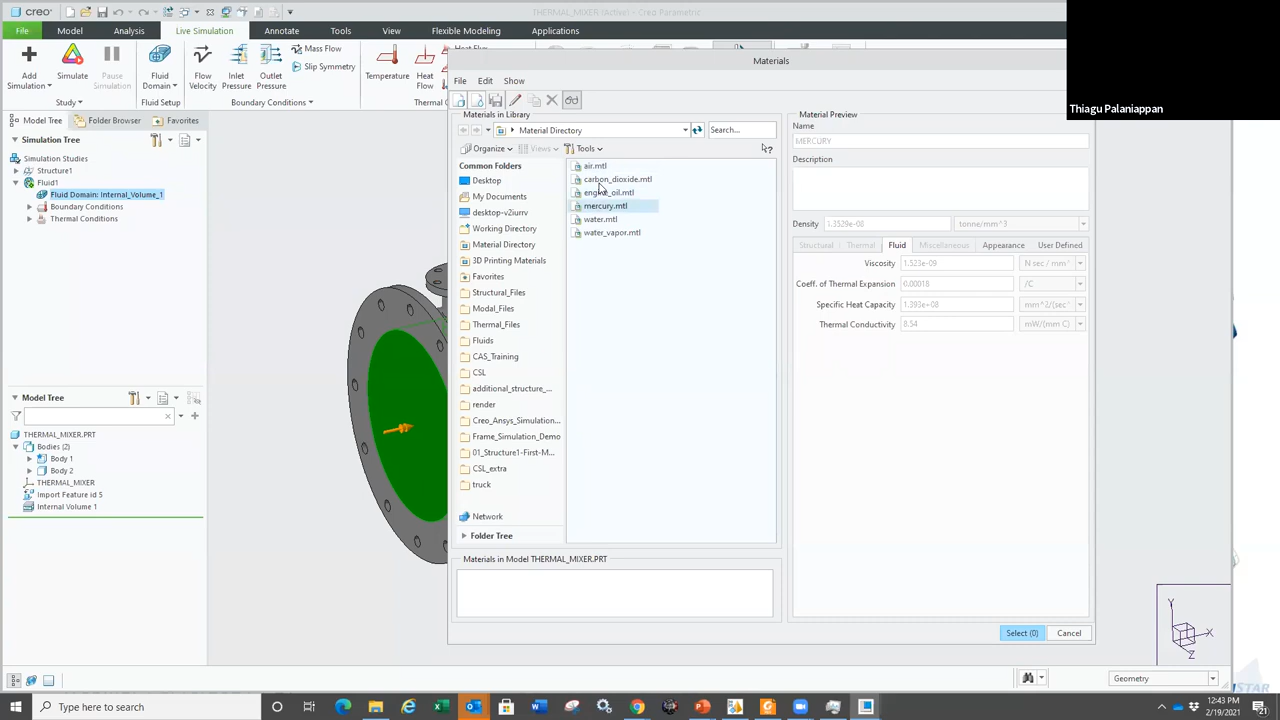 creo
THERMAL_MIXER (Active) - Creo Parametric
File Model Analysis Live Simulation Annotate Tools View Flexible Modeling Applications
Add Simulation
Simulate
Pause Simulation
Fluid Domain
Flow Velocity
Inlet Pressure
Outlet Pressure
Mass Flow
Slip Symmetry
Temperature
Heat Flow
Study
Fluid Setup
Boundary Conditions
Thermal C
Model Tree Folder Browser Favorites
Simulation Tree
Simulation Studies
Structure1
Fluid1
Fluid Domain: Internal_Volume_1
Boundary Conditions
Thermal Conditions
Model Tree
THERMAL_MIXER.PRT
Bodies (2)
Body 1
Body 2
THERMAL_MIXER
Import Feature id 5
Internal Volume 1
Materials
File Edit Show
Materials in Library
Material Directory
Search...
Organize Views Tools
Common Folders
Desktop
My Documents
desktop-v2iurrv
Working Directory
Material Directory
3D Printing Materials
Favorites
Structural_Files
Modal_Files
Thermal_Files
Fluids
CAS_Training
CSL
additional_structure_...
render
Creo_Ansys_Simulation...
Frame_Simulation_Demo
01_Structure1-First-M...
CSL_extra
truck
Network
Folder Tree
air.mtl
carbon_dioxide.mtl
engine_oil.mtl
mercury.mtl
water.mtl
water_vapor.mtl
Materials in Model THERMAL_MIXER.PRT
Material Preview
Name
MERCURY
Description
Density 1.3529e-08 tonne/mm^3
Structural Thermal Fluid Miscellaneous Appearance User Defined
Viscosity 1.523e-09 N sec / mm^
Coeff. of Thermal Expansion 0.00018 /C
Specific Heat Capacity 1.393e+08 mm^2/(sec
Thermal Conductivity 8.54 mW/(mm C)
Select (0) Cancel
Thiagu Palaniappan
Y
X
Z
Geometry
STAR
Type here to search
12:43 PM
2/19/2021
21